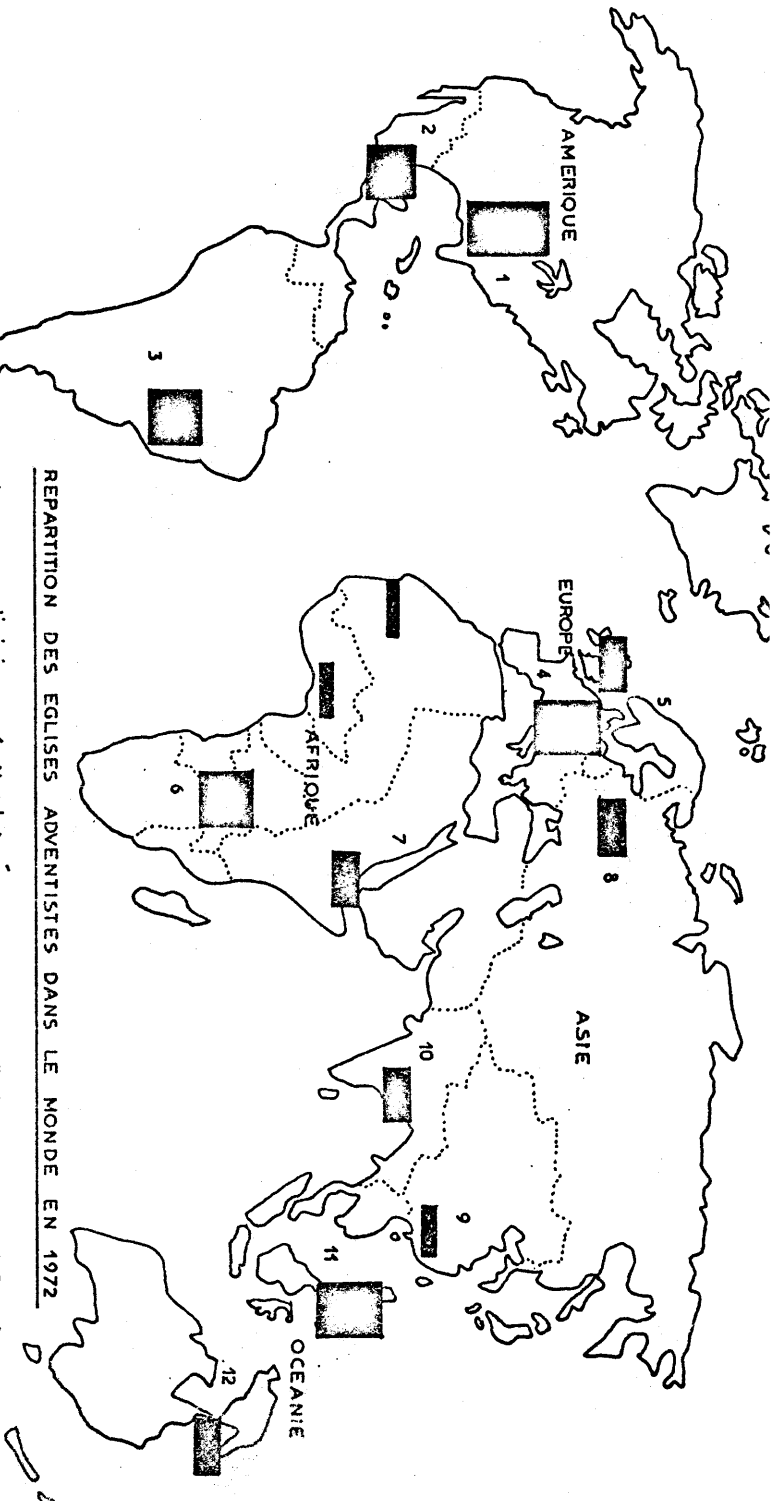 AMERIQUE
1
2
3
EUROPE
4
5
AFRIQUE
6
7
8
ASIE
9
10
11
OCEANIE
12
REPARTITION DES EGLISES ADVENTISTES DANS LE MONDE EN 1972